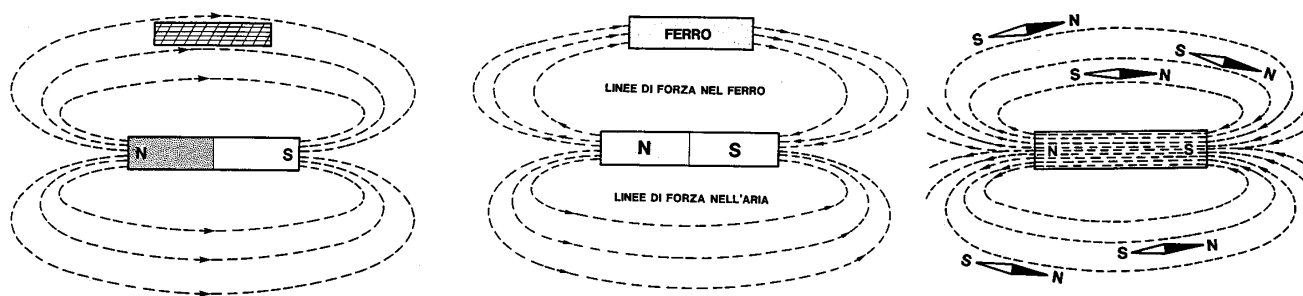 N S
FERRO
LINEE DI FORZA NEL FERRO
N S
LINEE DI FORZA NELL'ARIA
S N
S N
S N
N S
S N
S N